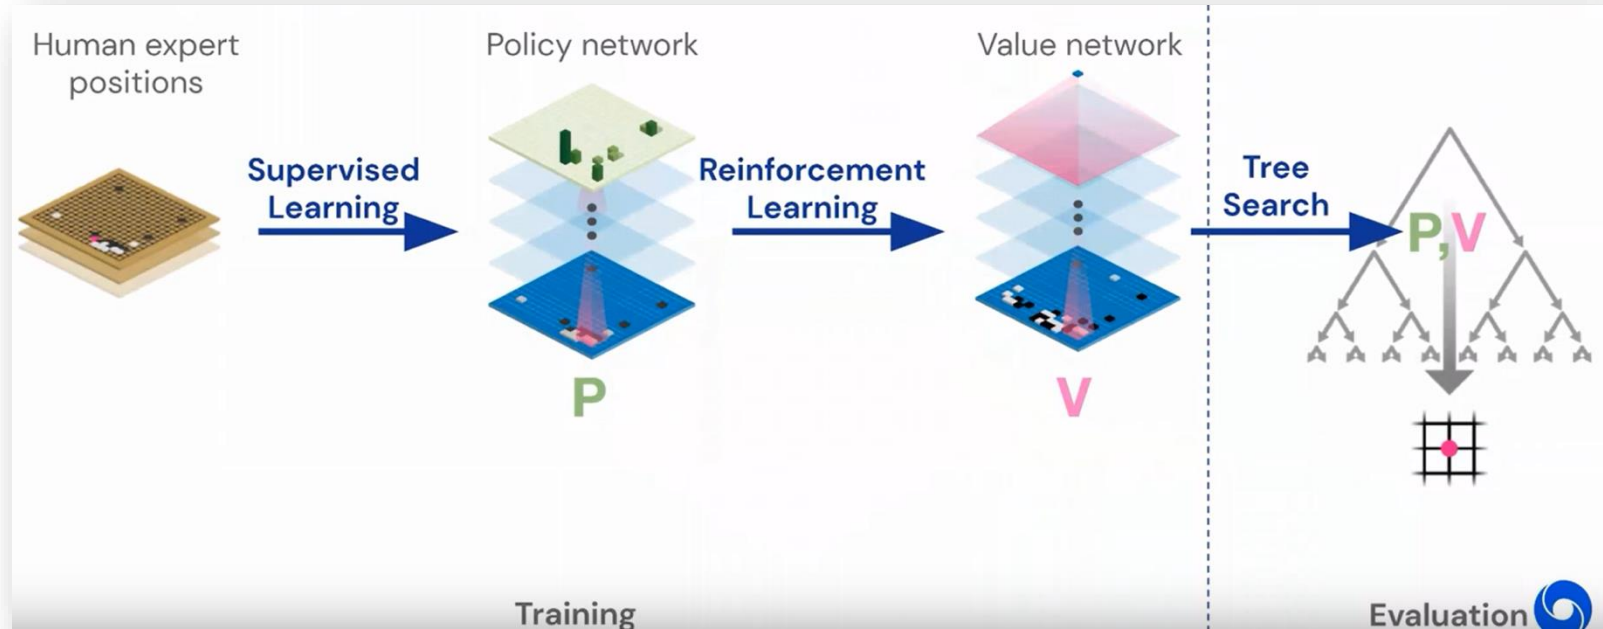 Human expert
positions
Supervised
Learning
Policy network
P
Reinforcement
Learning
Value network
V
Tree
Search
P,V
Training
Evaluation